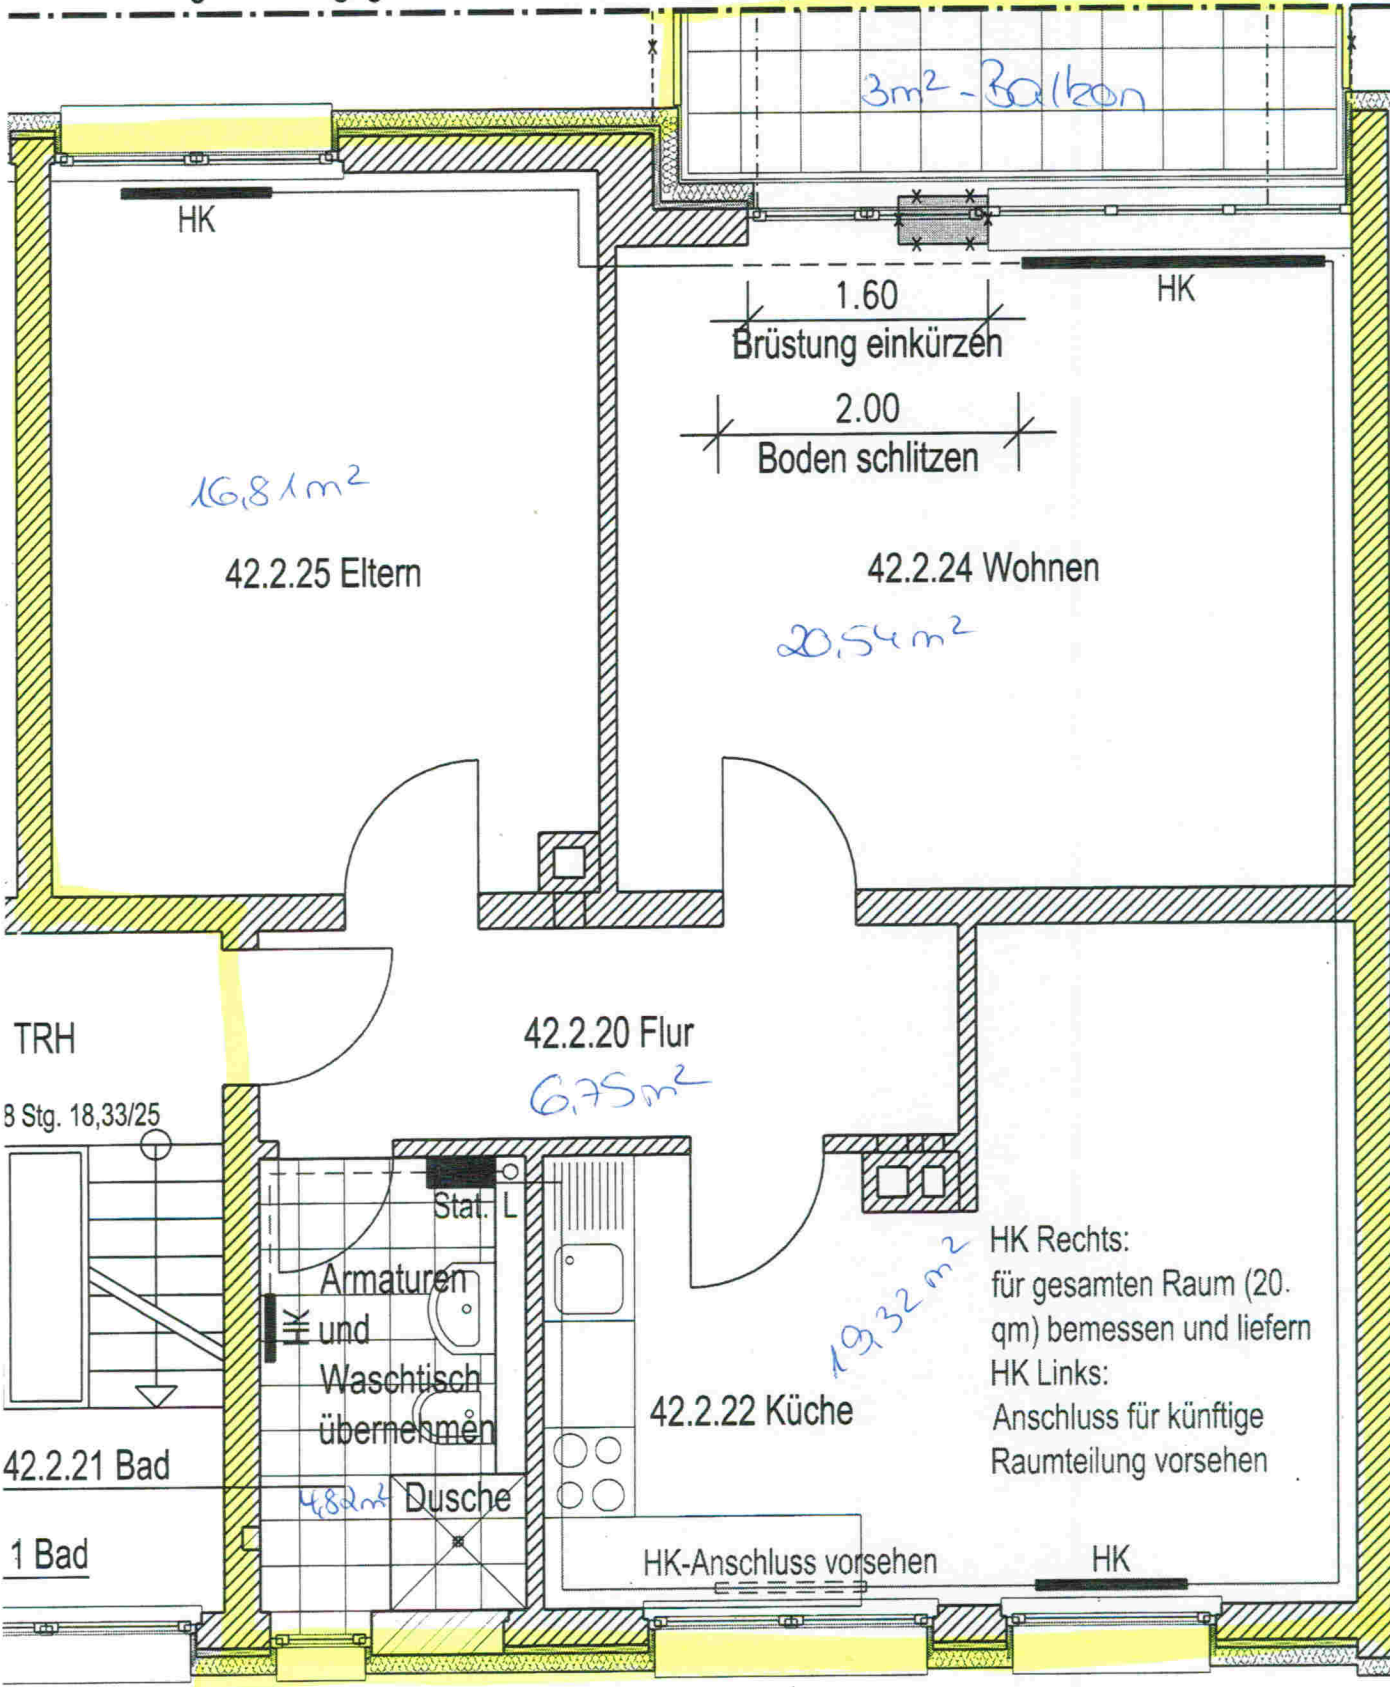 3m² - Balkon
HK
HK
1.60
Brüstung einkürzen
2.00
Boden schlitzen
16,81m²
42.2.25 Eltern
42.2.24 Wohnen
20,54m²
TRH
42.2.20 Flur
6,75m²
8 Stg. 18,33/25
Stat. L
HK
Armaturen
und
Waschtisch
übernehmen
19,32 m²
HK Rechts:
für gesamten Raum (20.
qm) bemessen und liefern
HK Links:
Anschluss für künftige
Raumteilung vorsehen
42.2.22 Küche
42.2.21 Bad
4,82m²
Dusche
1 Bad
HK-Anschluss vorsehen
HK